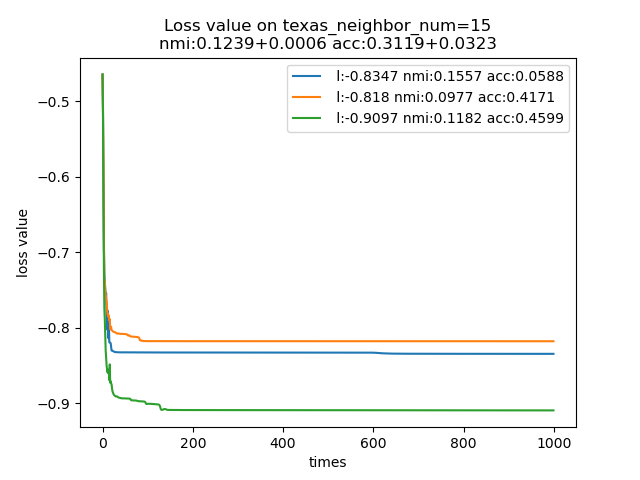 Loss value on texas_neighbor_num=15
nmi:0.1239+0.0006 acc:0.3119+0.0323
l:-0.8347 nmi:0.1557 acc:0.0588
l:-0.818 nmi:0.0977 acc:0.4171
l:-0.9097 nmi:0.1182 acc:0.4599
−0.5
−0.6
−0.7
−0.8
−0.9
loss value
0
200
400
600
800
1000
times